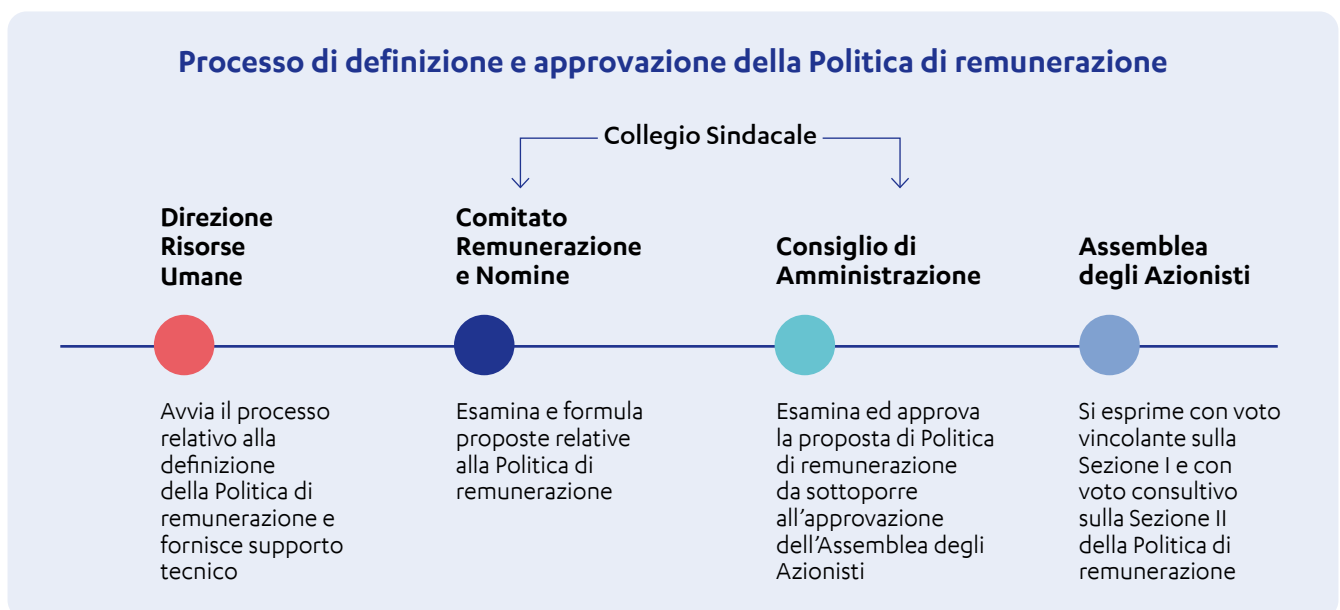 Processo di definizione e approvazione della Politica di remunerazione
Collegio Sindacale
Direzione
Risorse
Umane
Avvia il processo
relativo alla
definizione
della Politica di
remunerazione e
fornisce supporto
tecnico
Comitato
Remunerazione
e Nomine
Esamina e formula
proposte relative
alla Politica di
remunerazione
Consiglio di
Amministrazione
Esamina ed approva
la proposta di Politica
di remunerazione
da sottoporre
all'approvazione
dell'Assemblea degli
Azionisti
Assemblea
degli Azionisti
Si esprime con voto
vincolante sulla
Sezione I e con
voto consultivo
sulla Sezione II
della Politica di
remunerazione